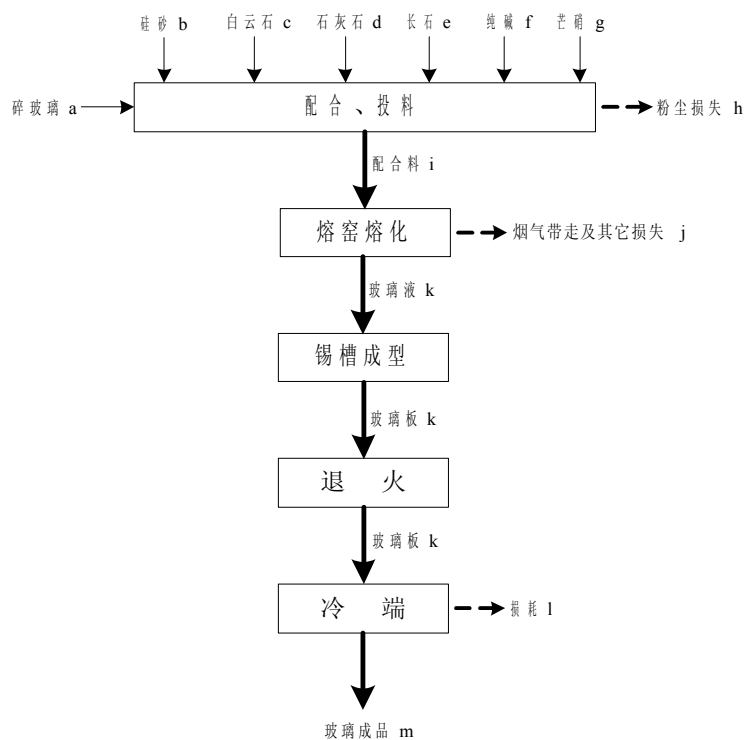 硅砂 b
白云石 c
石灰石 d
长石 e
纯碱 f
芒硝 g
碎玻璃 a
配合、投料
粉尘损失 h
配合料 i
熔窑熔化
烟气带走及其它损失 j
玻璃液 k
锡槽成型
玻璃板 k
退 火
玻璃板 k
冷 端
损耗 l
玻璃成品 m